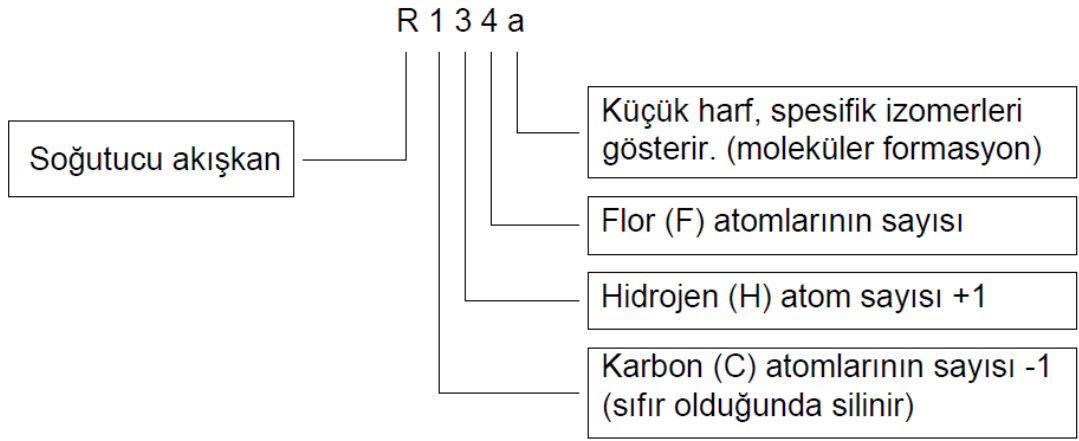 R 1 3 4 a
Soğutucu akışkan
Küçük harf, spesifik izomerleri
gösterir. (moleküler formasyon)
Flor (F) atomlarının sayısı
Hidrojen (H) atom sayısı +1
Karbon (C) atomlarının sayısı -1
(sıfır olduğunda silinir)